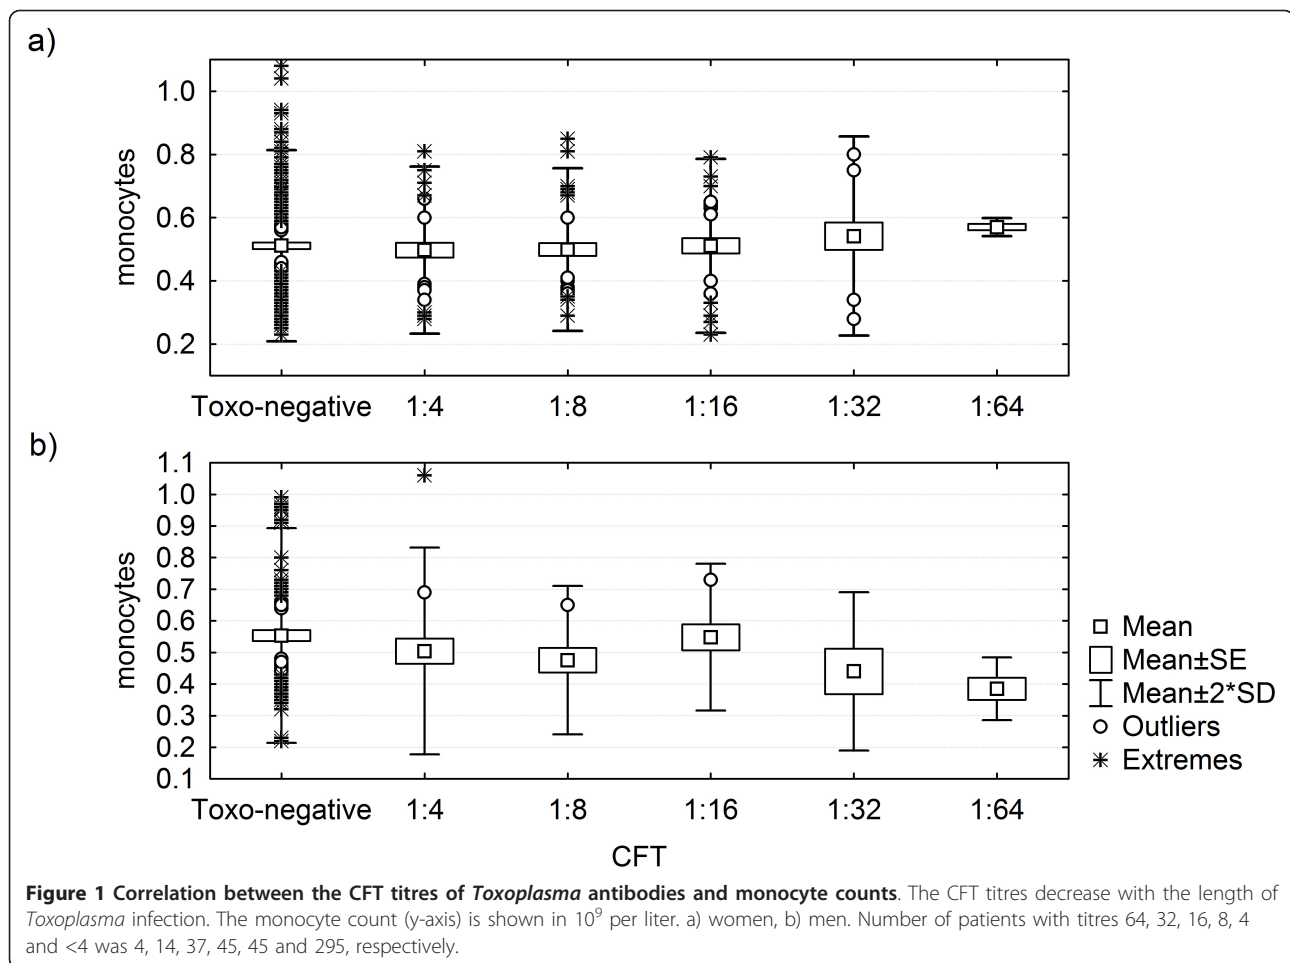 a)
monocytes
1.0
0.8
0.6
0.4
0.2
Toxo-negative 1:4 1:8 1:16 1:32 1:64
b)
monocytes
1.1
1.0
0.9
0.8
0.7
0.6
0.5
0.4
0.3
0.2
0.1
Toxo-negative 1:4 1:8 1:16 1:32 1:64
CFT
Mean
Mean±SE
Mean±2*SD
Outliers
Extremes
Figure 1 Correlation between the CFT titres of Toxoplasma antibodies and monocyte counts. The CFT titres decrease with the length of
Toxoplasma infection. The monocyte count (y-axis) is shown in 10⁹ per liter. a) women, b) men. Number of patients with titres 64, 32, 16, 8, 4
and <4 was 4, 14, 37, 45, 45 and 295, respectively.